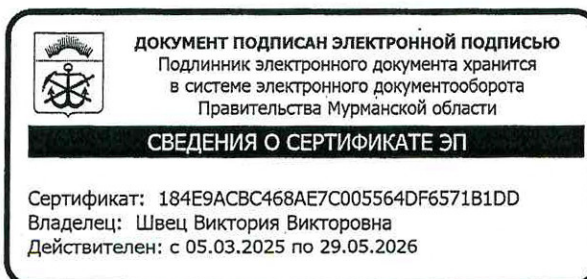 ДОКУМЕНТ ПОДПИСАН ЭЛЕКТРОННОЙ ПОДПИСЬЮ
Подлинник электронного документа хранится
в системе электронного документооборота
Правительства Мурманской области
СВЕДЕНИЯ О СЕРТИФИКАТЕ ЭП
Сертификат: 184E9ACBC468AE7C005564DF6571B1DD
Владелец: Швец Виктория Викторовна
Действителен: с 05.03.2025 по 29.05.2026